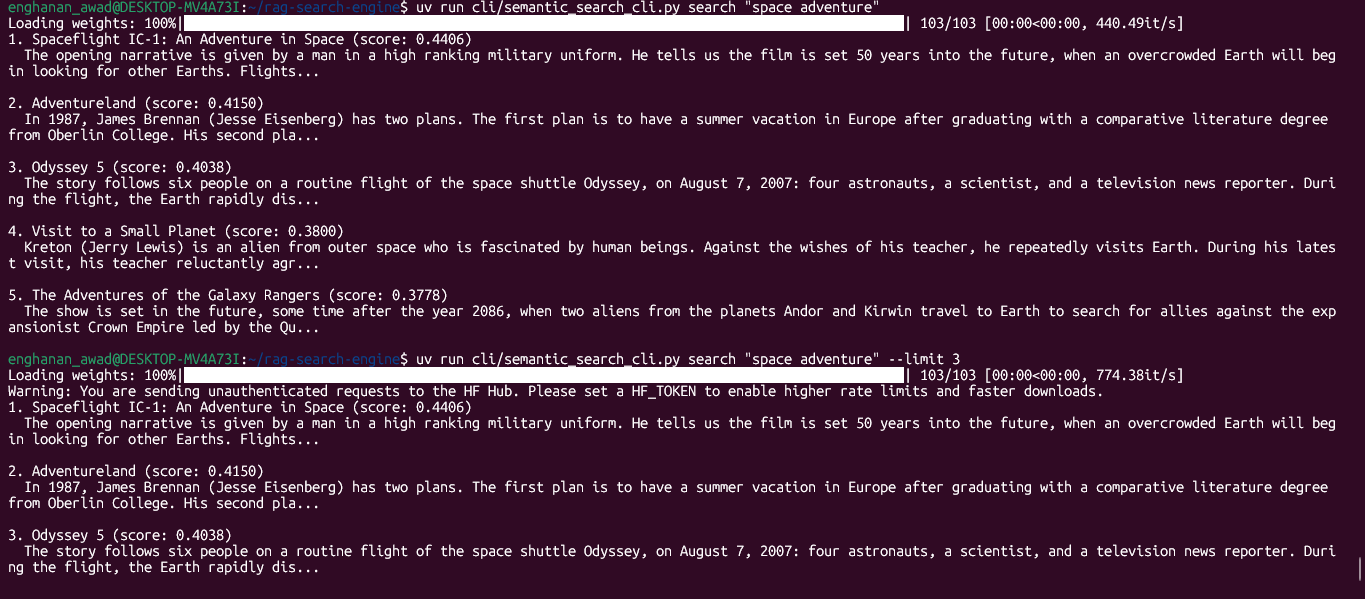 enghanan_awad@DESKTOP-MV4A73I:~/rag-search-engine$ uv run cli/semantic_search_cli.py search "space adventure"
Loading weights: 100%| | 103/103 [00:00<00:00, 440.49it/s]
1. Spaceflight IC-1: An Adventure in Space (score: 0.4406)
The opening narrative is given by a man in a high ranking military uniform. He tells us the film is set 50 years into the future, when an overcrowded Earth will beg
in looking for other Earths. Flights...
2. Adventureland (score: 0.4150)
In 1987, James Brennan (Jesse Eisenberg) has two plans. The first plan is to have a summer vacation in Europe after graduating with a comparative literature degree
from Oberlin College. His second pla...
3. Odyssey 5 (score: 0.4038)
The story follows six people on a routine flight of the space shuttle Odyssey, on August 7, 2007: four astronauts, a scientist, and a television news reporter. Duri
ng the flight, the Earth rapidly dis...
4. Visit to a Small Planet (score: 0.3800)
Kreton (Jerry Lewis) is an alien from outer space who is fascinated by human beings. Against the wishes of his teacher, he repeatedly visits Earth. During his lates
t visit, his teacher reluctantly agr...
5. The Adventures of the Galaxy Rangers (score: 0.3778)
The show is set in the future, some time after the year 2086, when two aliens from the planets Andor and Kirwin travel to Earth to search for allies against the exp
ansionist Crown Empire led by the Qu...
enghanan_awad@DESKTOP-MV4A73I:~/rag-search-engine$ uv run cli/semantic_search_cli.py search "space adventure" --limit 3
Loading weights: 100%| | 103/103 [00:00<00:00, 774.38it/s]
Warning: You are sending unauthenticated requests to the HF Hub. Please set a HF_TOKEN to enable higher rate limits and faster downloads.
1. Spaceflight IC-1: An Adventure in Space (score: 0.4406)
The opening narrative is given by a man in a high ranking military uniform. He tells us the film is set 50 years into the future, when an overcrowded Earth will beg
in looking for other Earths. Flights...
2. Adventureland (score: 0.4150)
In 1987, James Brennan (Jesse Eisenberg) has two plans. The first plan is to have a summer vacation in Europe after graduating with a comparative literature degree
from Oberlin College. His second pla...
3. Odyssey 5 (score: 0.4038)
The story follows six people on a routine flight of the space shuttle Odyssey, on August 7, 2007: four astronauts, a scientist, and a television news reporter. Duri
ng the flight, the Earth rapidly dis...